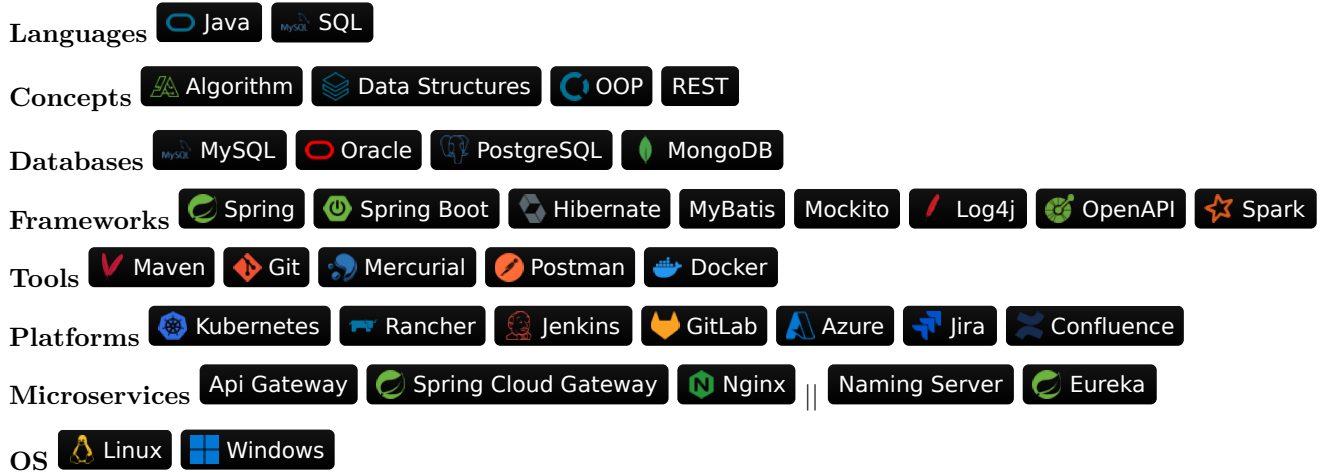 Languages Java MySQL SQL
Concepts Algorithm Data Structures OOP REST
Databases MySQL MySQL Oracle PostgreSQL MongoDB
Frameworks Spring Spring Boot Hibernate MyBatis Mockito Log4j OpenAPI Spark
Tools Maven Git Mercurial Postman Docker
Platforms Kubernetes Rancher Jenkins GitLab Azure Jira Confluence
Microservices Api Gateway Spring Cloud Gateway Nginx || Naming Server Eureka
OS Linux Windows